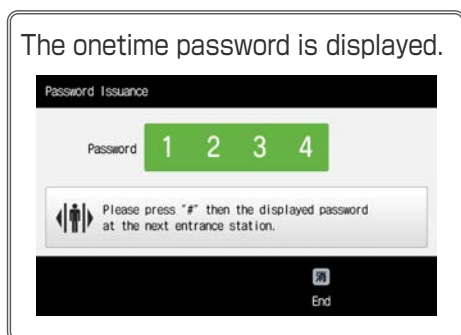 The onetime password is displayed.
Password Issuance
Password 1 2 3 4
Please press "#" then the displayed password
at the next entrance station.
消
End